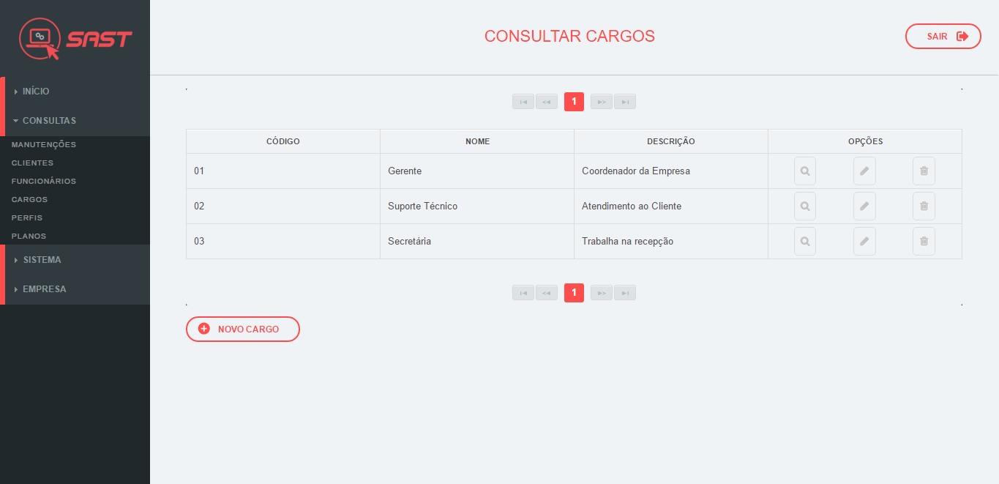 SAST
CONSULTAR CARGOS
SAIR
INÍCIO
CONSULTAS
MANUTENÇÕES
CLIENTES
FUNCIONÁRIOS
CARGOS
PERFIS
PLANOS
SISTEMA
EMPRESA
1
CÓDIGO NOME DESCRIÇÃO OPÇÕES
01 Gerente Coordenador da Empresa
02 Suporte Técnico Atendimento ao Cliente
03 Secretária Trabalha na recepção
1
NOVO CARGO